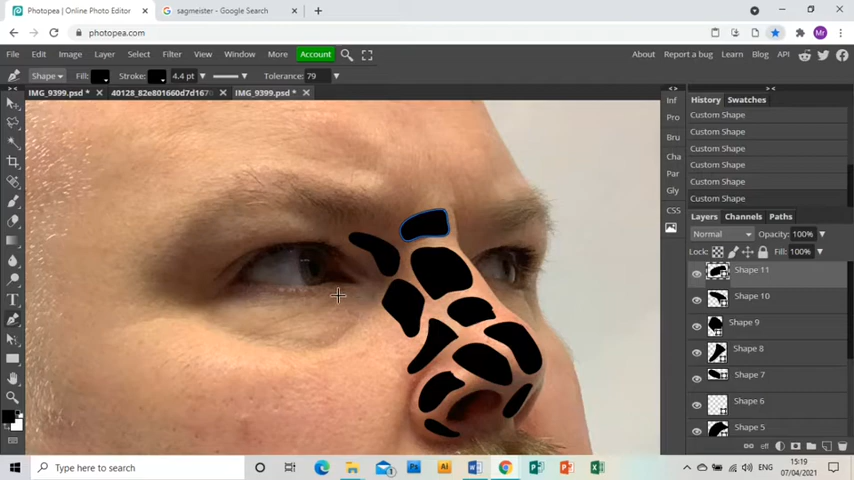 Photopea | Online Photo Editor
sagmeister - Google Search
photopea.com
File Edit Image Layer Select Filter View Window More Account
About Report a bug Learn Blog API
Shape Fill: Stroke: 4.4 pt Tolerance: 79
IMG_9399.psd * 40128_82e801660d7d1670 IMG_9399.psd *
Inf
Pro
Bru
Cha
Par
Gly
CSS
History Swatches
Custom Shape
Custom Shape
Custom Shape
Custom Shape
Custom Shape
Custom Shape
Layers Channels Paths
Normal Opacity: 100%
Lock: Fill: 100%
Shape 11
Shape 10
Shape 9
Shape 8
Shape 7
Shape 6
Shape 5
eff
Type here to search
ENG
15:19
07/04/2021